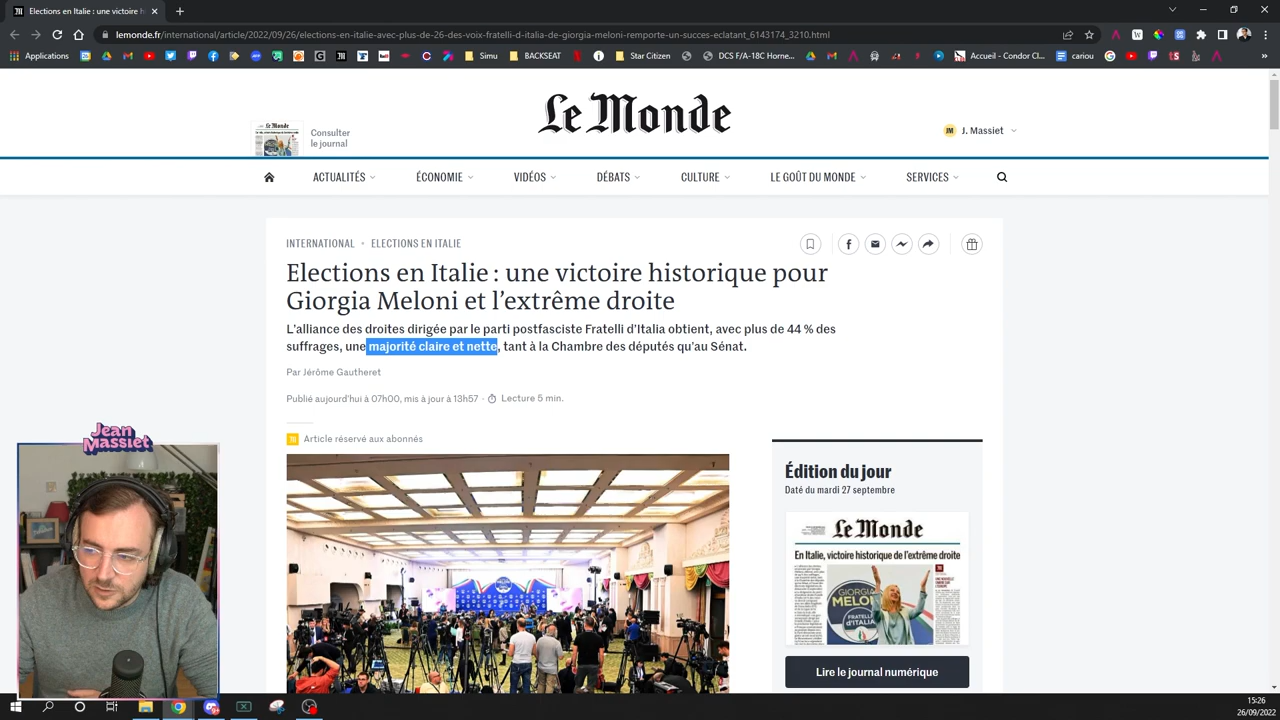 Elections en Italie : une victoire h
lemonde.fr/international/article/2022/09/26/elections-en-italie-avec-plus-de-26-des-voix-fratelli-d-italia-de-giorgia-meloni-remporte-un-succes-eclatant_6143174_3210.html
Applications
Simu
BACKSEAT
Star Citizen
DCS F/A-18C Horne...
Accueil - Condor Cl...
cariou
Le Monde
Consulter
le journal
JM J. Massiet
ACTUALITÉS
ÉCONOMIE
VIDÉOS
DÉBATS
CULTURE
LE GOÛT DU MONDE
SERVICES
INTERNATIONAL • ELECTIONS EN ITALIE
Elections en Italie : une victoire historique pour
Giorgia Meloni et l’extrême droite
L’alliance des droites dirigée par le parti postfasciste Fratelli d’Italia obtient, avec plus de 44 % des
suffrages, une majorité claire et nette, tant à la Chambre des députés qu’au Sénat.
Par Jérôme Gautheret
Publié aujourd’hui à 07h00, mis à jour à 13h57 · Lecture 5 min.
Article réservé aux abonnés
Jean
Massiet
Édition du jour
Daté du mardi 27 septembre
Le Monde
En Italie, victoire historique de l’extrême droite
GIORGIA
MELONI
FRATELLI
D'ITALIA
Lire le journal numérique
15:26
26/09/2022